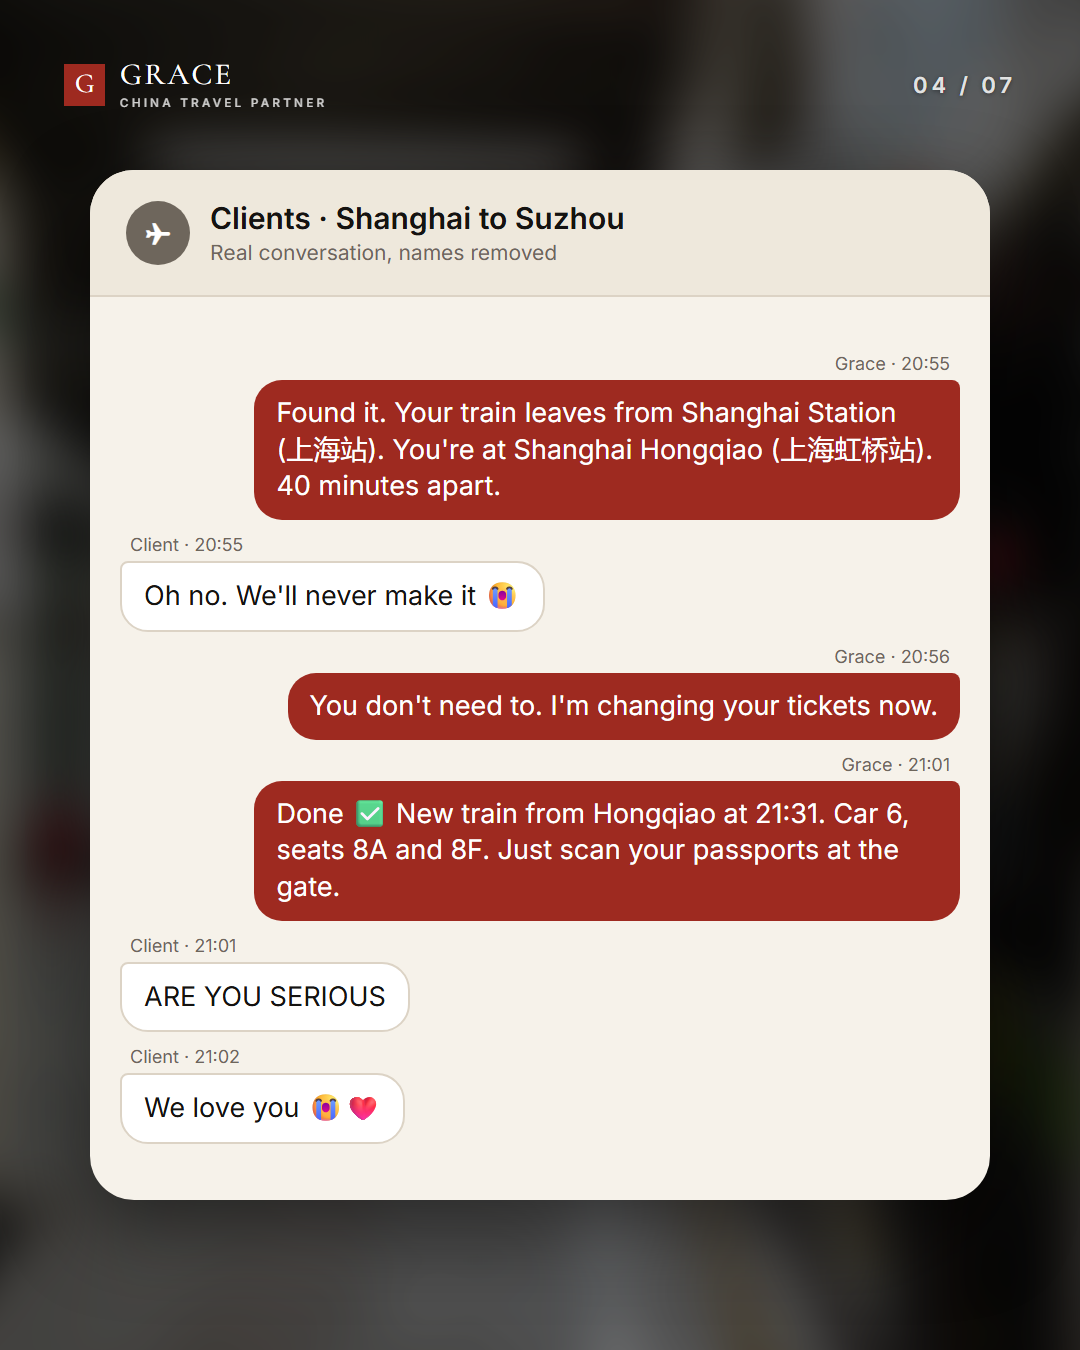 G GRACE
CHINA TRAVEL PARTNER
04 / 07
Clients · Shanghai to Suzhou
Real conversation, names removed
Grace · 20:55
Found it. Your train leaves from Shanghai Station
(上海站). You're at Shanghai Hongqiao (上海虹桥站).
40 minutes apart.
Client · 20:55
Oh no. We'll never make it 😭
Grace · 20:56
You don't need to. I'm changing your tickets now.
Grace · 21:01
Done ✅ New train from Hongqiao at 21:31. Car 6,
seats 8A and 8F. Just scan your passports at the
gate.
Client · 21:01
ARE YOU SERIOUS
Client · 21:02
We love you 😭 ❤️